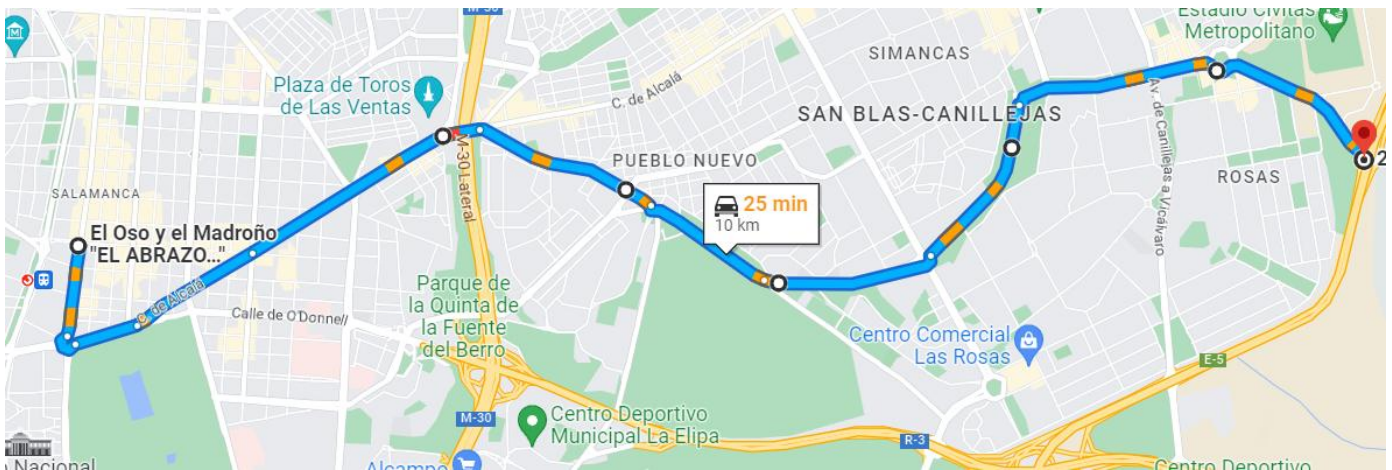 M-30
Estadio Civitas
Metropolitano
SIMANCAS
Plaza de Toros
de Las Ventas
C. de Alcalá
SAN BLAS-CANILLEJAS
M-30 Lateral
PUEBLO NUEVO
Av. de Canillejas a Vicálvaro
ROSAS
2
SALAMANCA
25 min
10 km
El Oso y el Madroño
"EL ABRAZO..."
Parque de
la Quinta de
la Fuente
del Berro
C. de Alcalá
Calle de O'Donnell
Centro Comercial
Las Rosas
E-5
M-30
Centro Deportivo
Municipal La Elipa
R-3
Nacional
Alcampo
Centro Deportivo